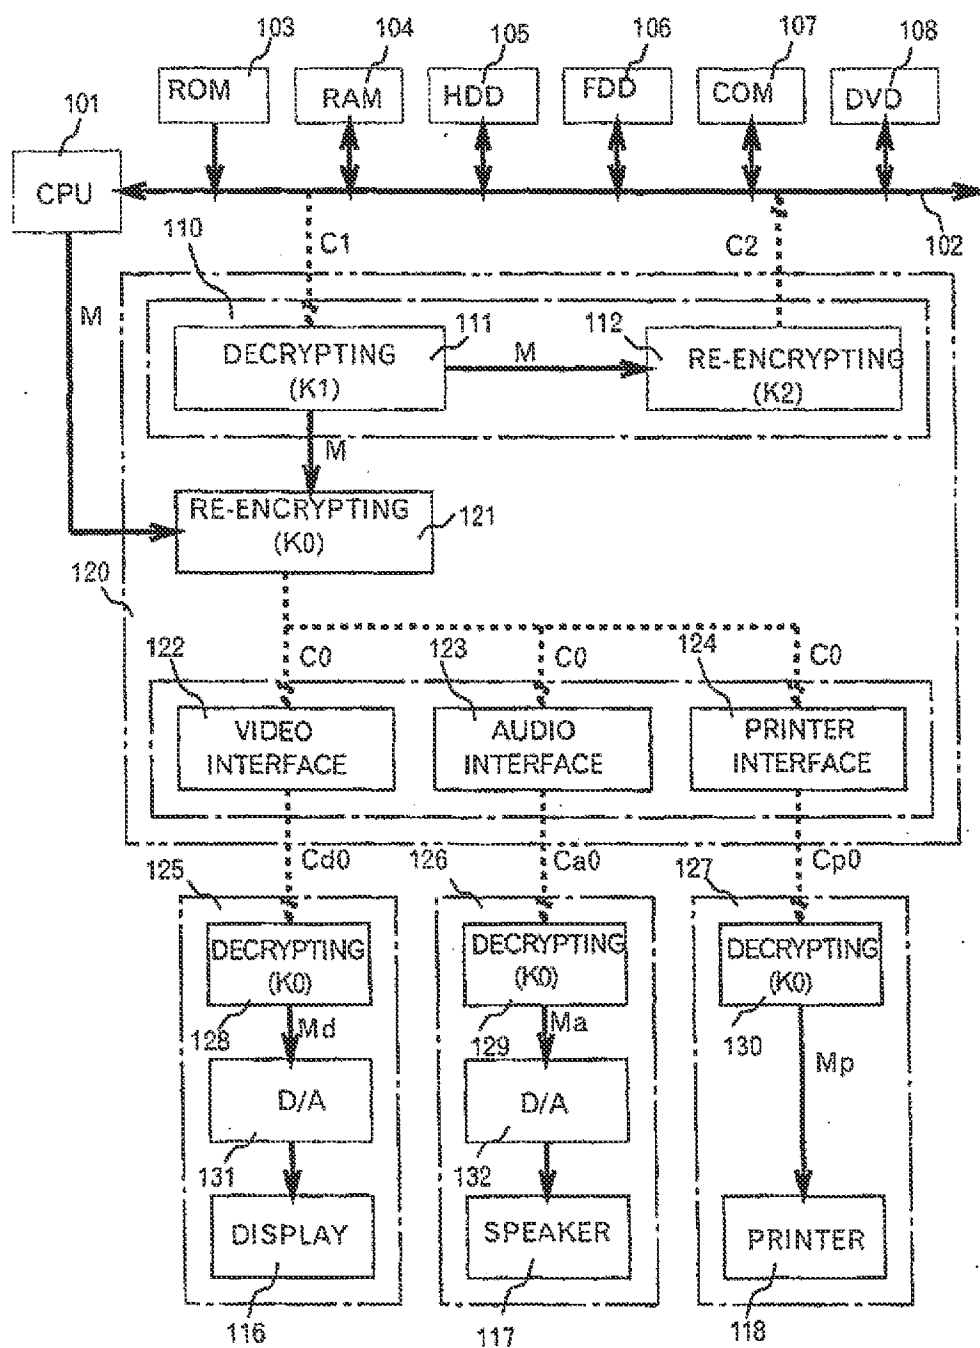 103
104
105
106
107
108
ROM
RAM
HDD
FDD
COM
DVD
101
CPU
102
110
C1
C2
M
111
112
DECRYPTING
(K1)
M
RE-ENCRYPTING
(K2)
M
RE-ENCRYPTING
(K0)
121
120
122
C0
123
C0
124
C0
VIDEO
INTERFACE
AUDIO
INTERFACE
PRINTER
INTERFACE
125
Cd0
126
Ca0
127
Cp0
DECRYPTING
(K0)
DECRYPTING
(K0)
DECRYPTING
(K0)
128
Md
129
Ma
130
Mp
D/A
D/A
131
132
DISPLAY
SPEAKER
PRINTER
116
117
118